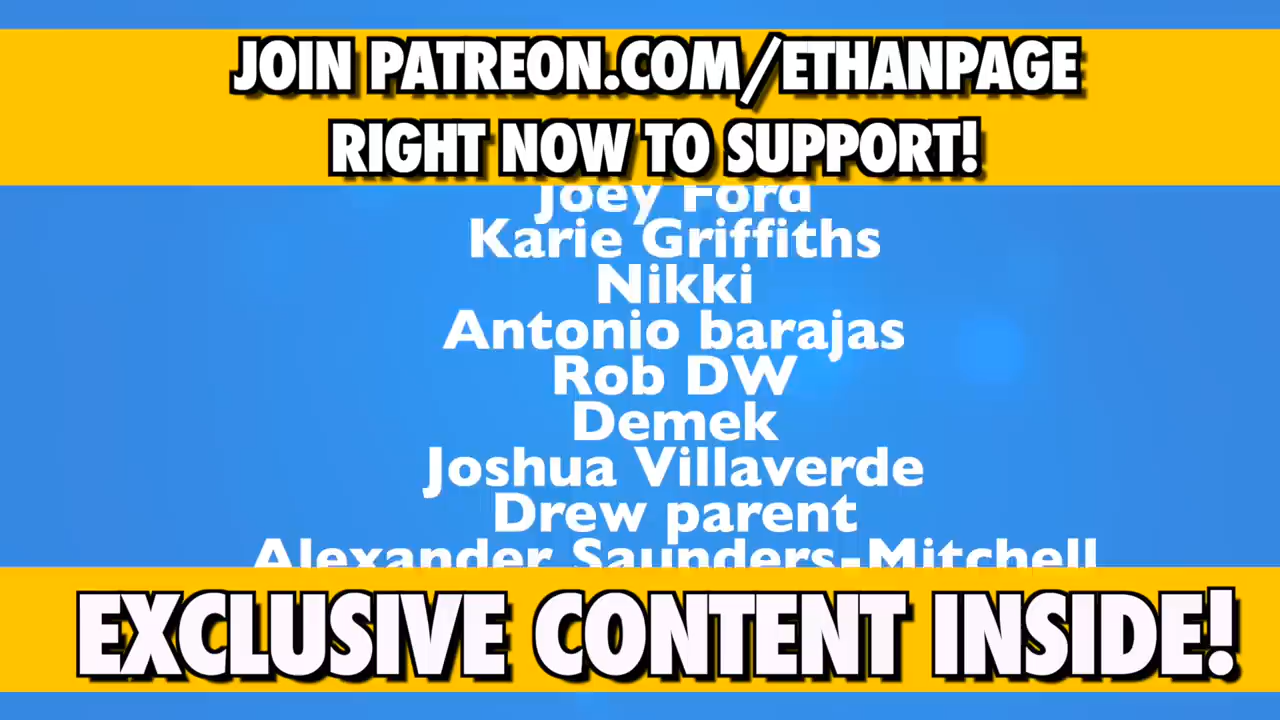 JOIN PATREON.COM/ETHANPAGE
RIGHT NOW TO SUPPORT!
Joey Ford
Karie Griffiths
Nikki
Antonio barajas
Rob DW
Demek
Joshua Villaverde
Drew parent
Alexander Saunders-Mitchell
EXCLUSIVE CONTENT INSIDE!